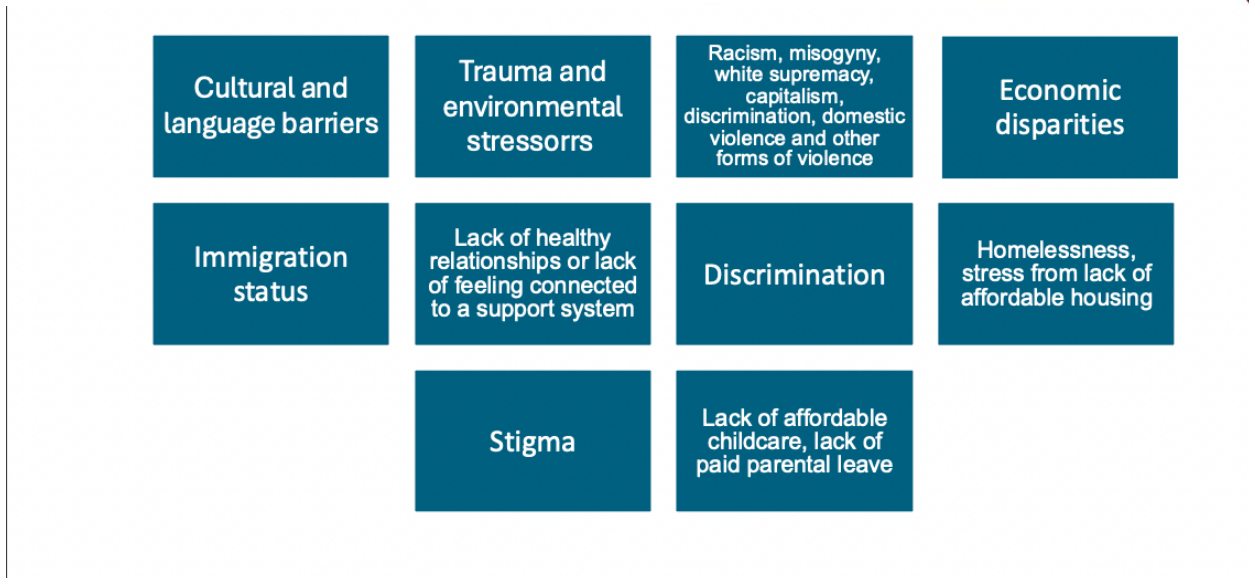 Cultural and
language barriers
Trauma and
environmental
stressorrs
Racism, misogyny,
white supremacy,
capitalism,
discrimination, domestic
violence and other
forms of violence
Economic
disparities
Immigration
status
Lack of healthy
relationships or lack
of feeling connected
to a support system
Discrimination
Homelessness,
stress from lack of
affordable housing
Stigma
Lack of affordable
childcare, lack of
paid parental leave